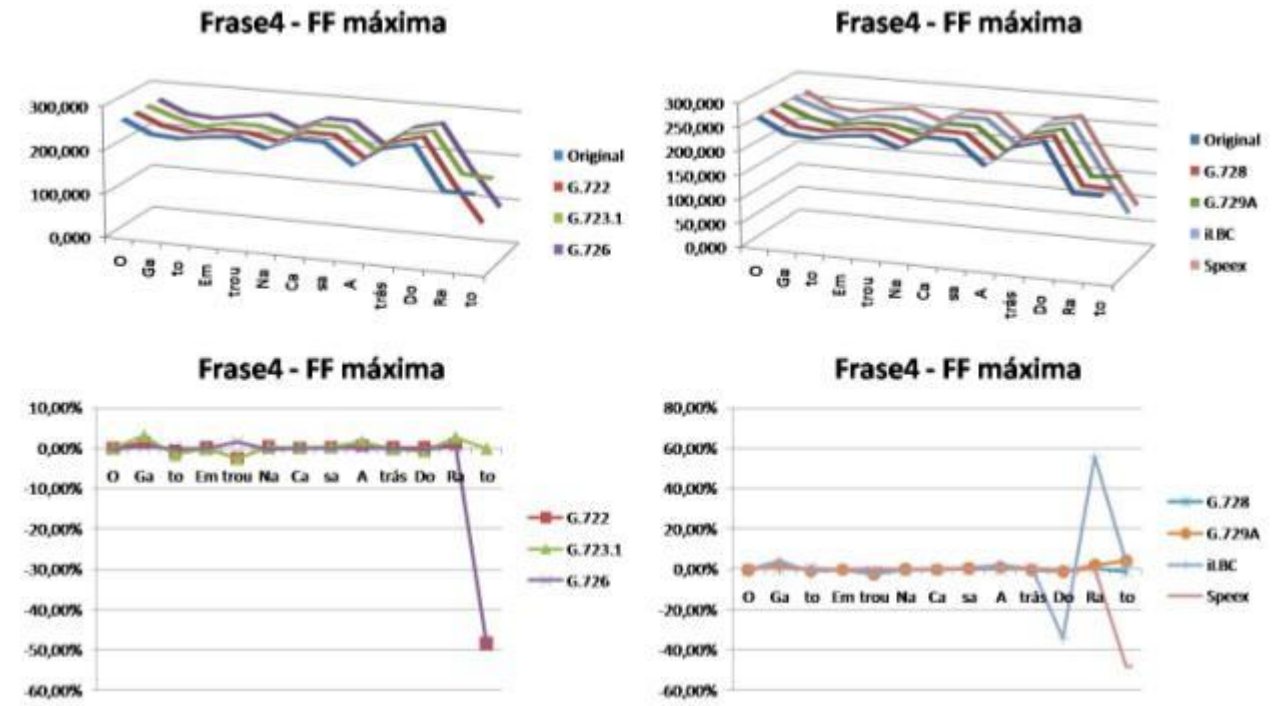 Frase4 - FF máxima
300,000
200,000
100,000
0,000
O
Ga
to
Em
trou
Na
Ca
sa
A
trás
Do
Ra
to
Original
G.722
G.723.1
G.726
Frase4 - FF máxima
300,000
250,000
200,000
150,000
100,000
50,000
0,000
O
Ga
to
Em
trou
Na
Ca
sa
A
trás
Do
Ra
to
Original
G.728
G.729A
iLBC
Speex
Frase4 - FF máxima
10,00%
0,00%
-10,00%
-20,00%
-30,00%
-40,00%
-50,00%
-60,00%
O Ga to Em trou Na Ca sa A trás Do Ra to
G.722
G.723.1
G.726
Frase4 - FF máxima
80,00%
60,00%
40,00%
20,00%
0,00%
-20,00%
-40,00%
-60,00%
O Ga to Em trou Na Ca sa A trás Do Ra to
G.728
G.729A
iLBC
Speex